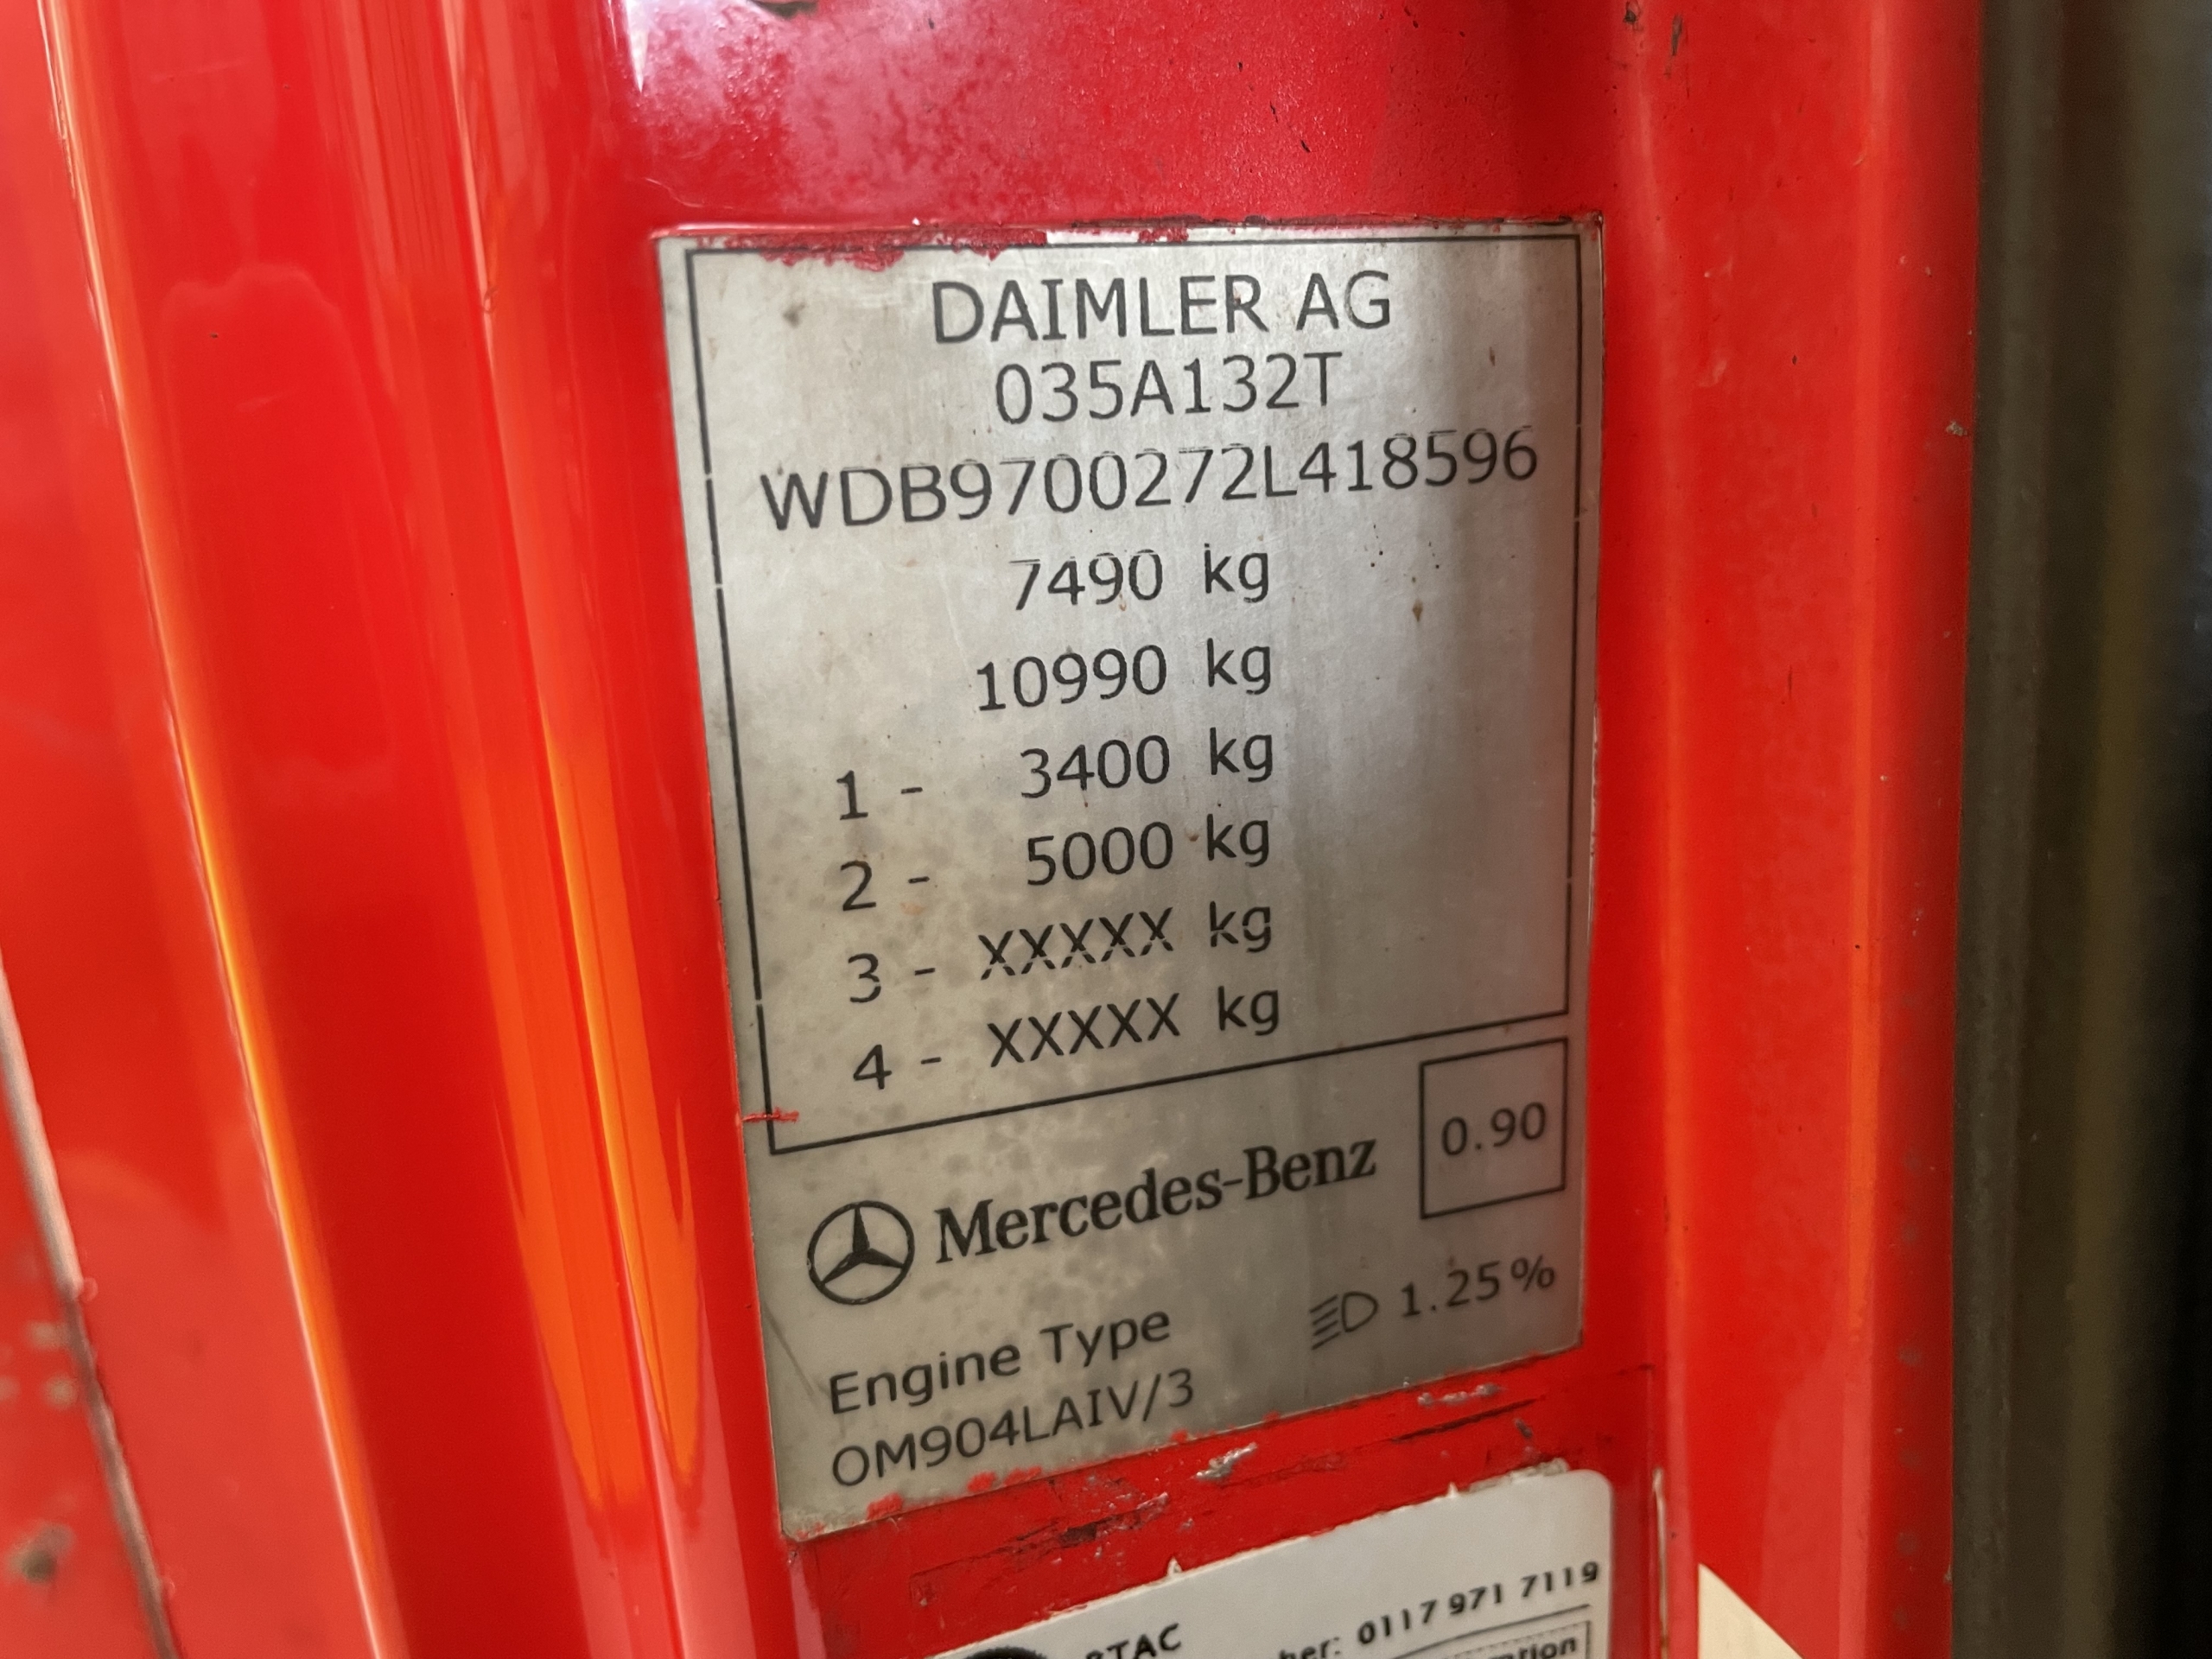 DAIMLER AG
035A132T
WDB9700272L418596
7490 kg
10990 kg
1 - 3400 kg
2 - 5000 kg
3 - XXXXX kg
4 - XXXXX kg
Mercedes-Benz
0.90
1.25%
Engine Type
OM904LAIV/3
0117 971 7119